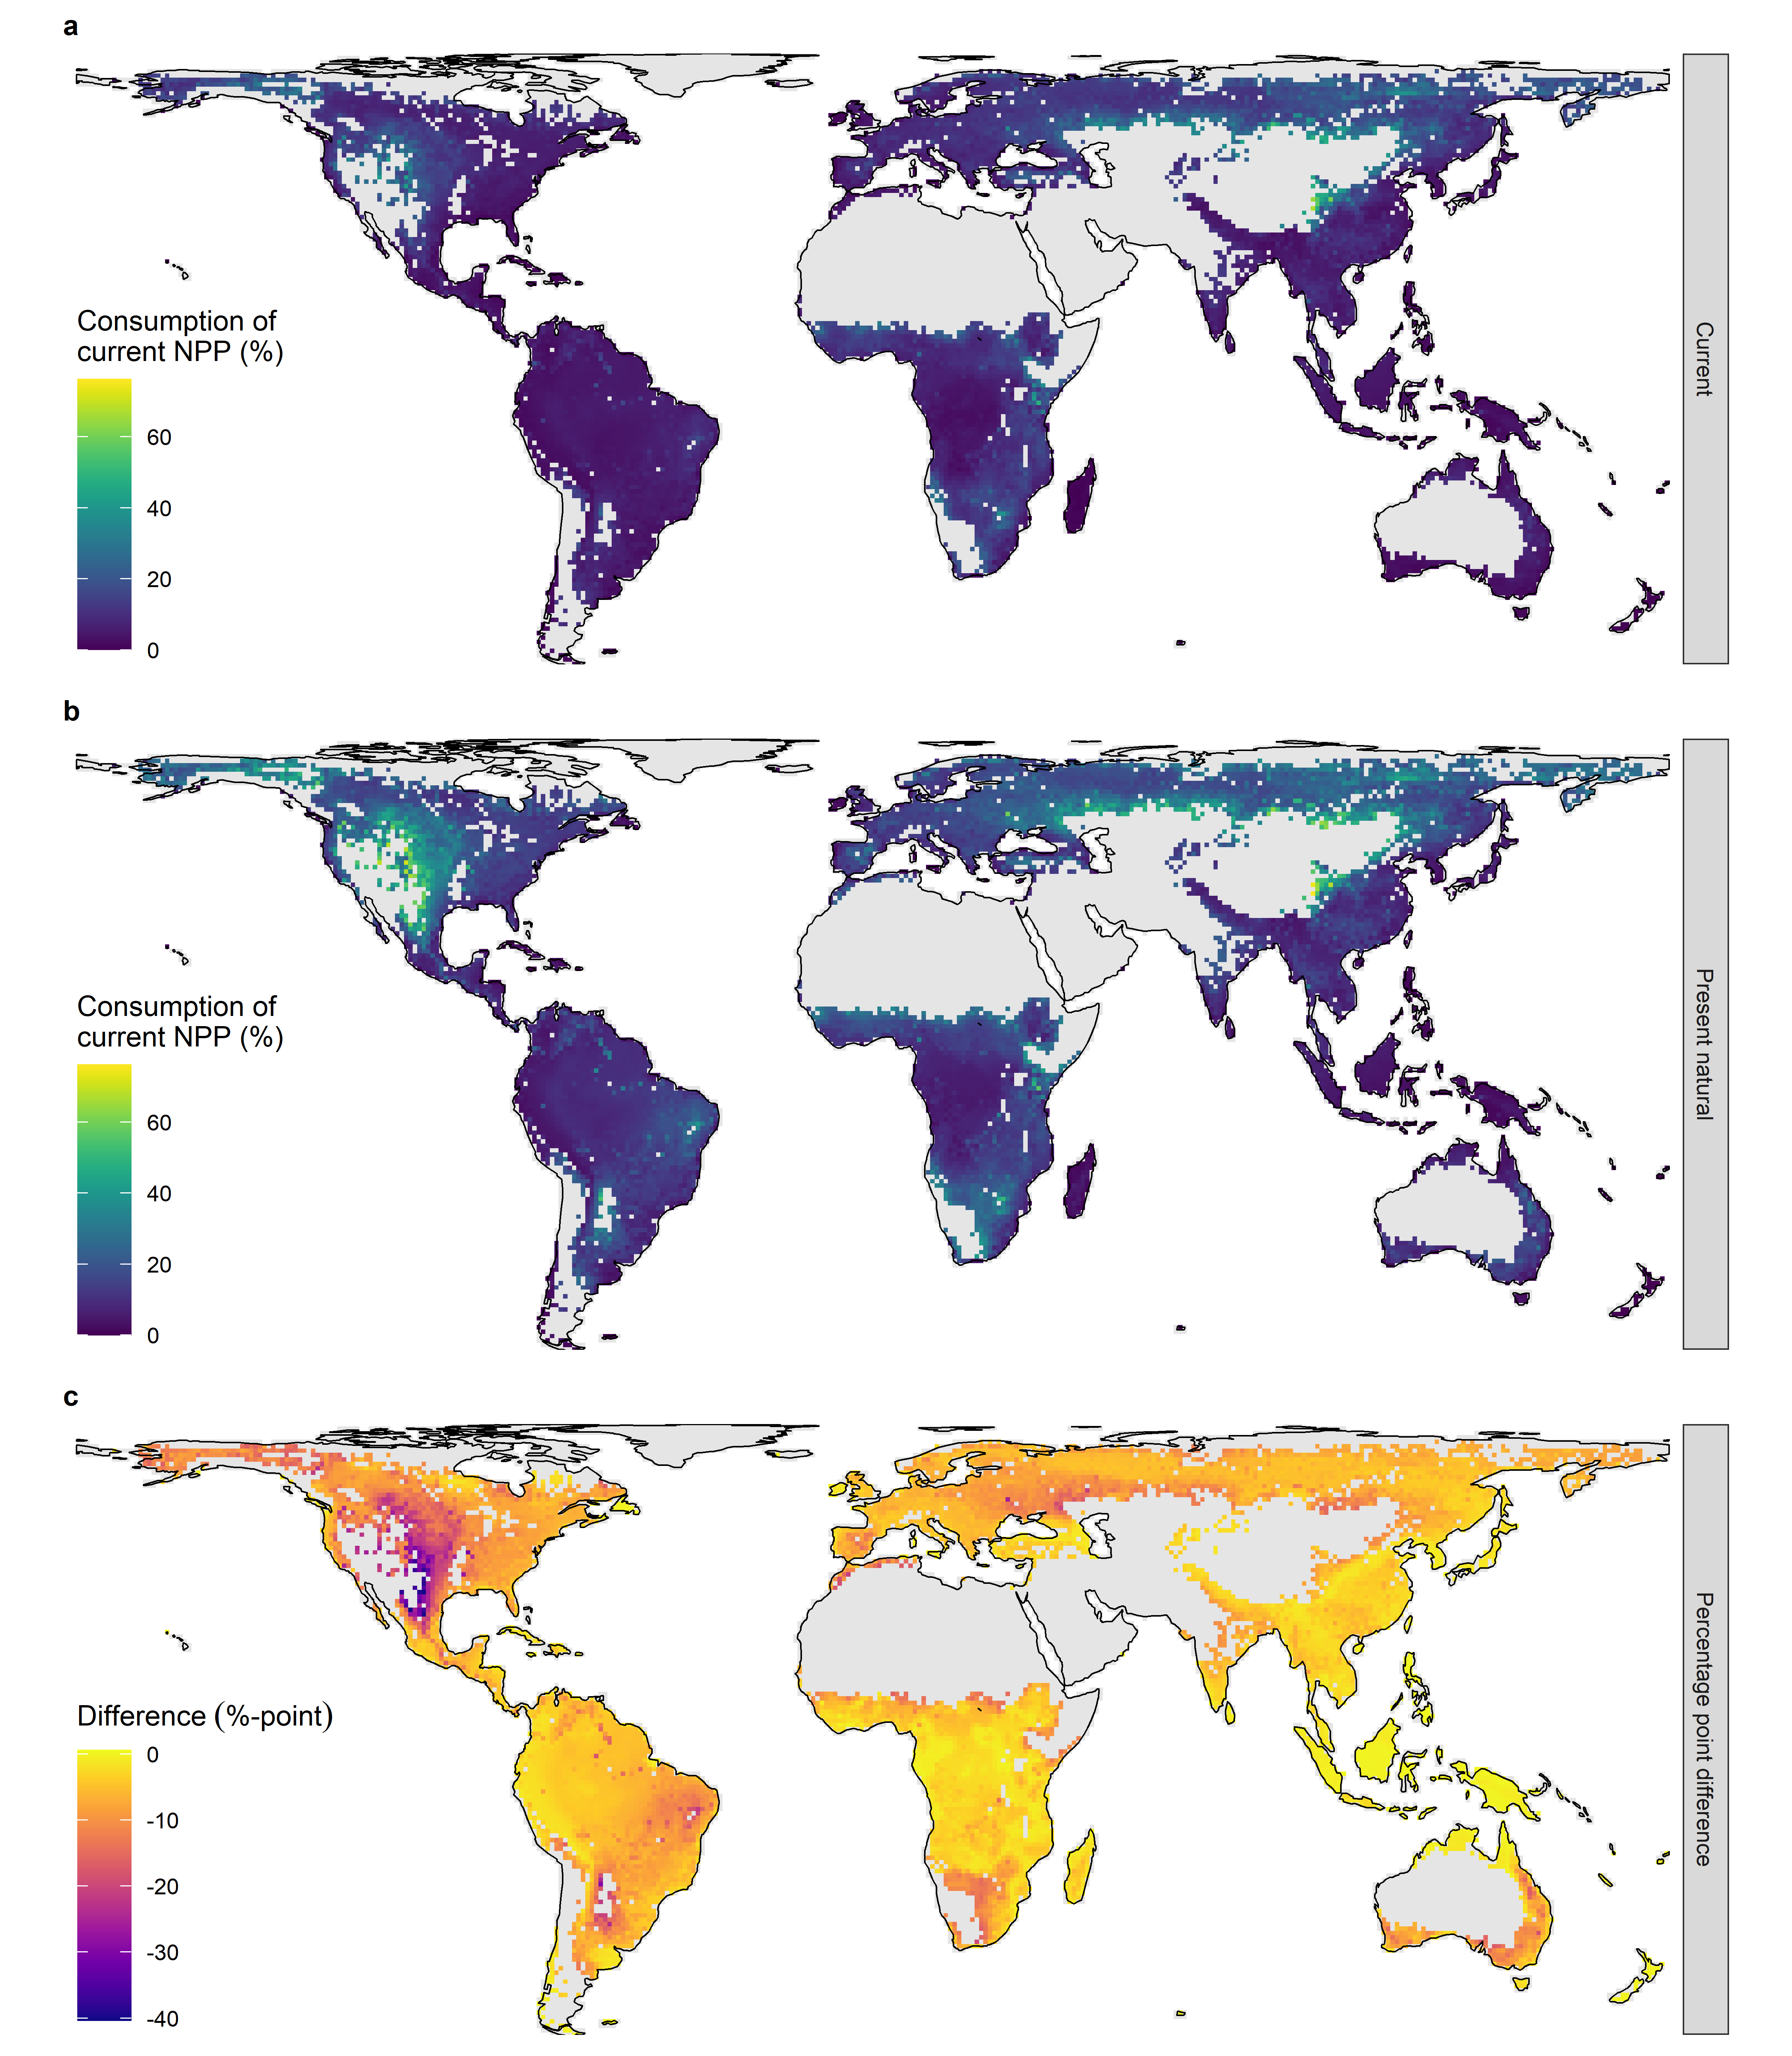 a
Current
Consumption of
current NPP (%)
60
40
20
0
b
Present natural
Consumption of
current NPP (%)
60
40
20
0
c
Percentage point difference
Difference (%-point)
0
-10
-20
-30
-40